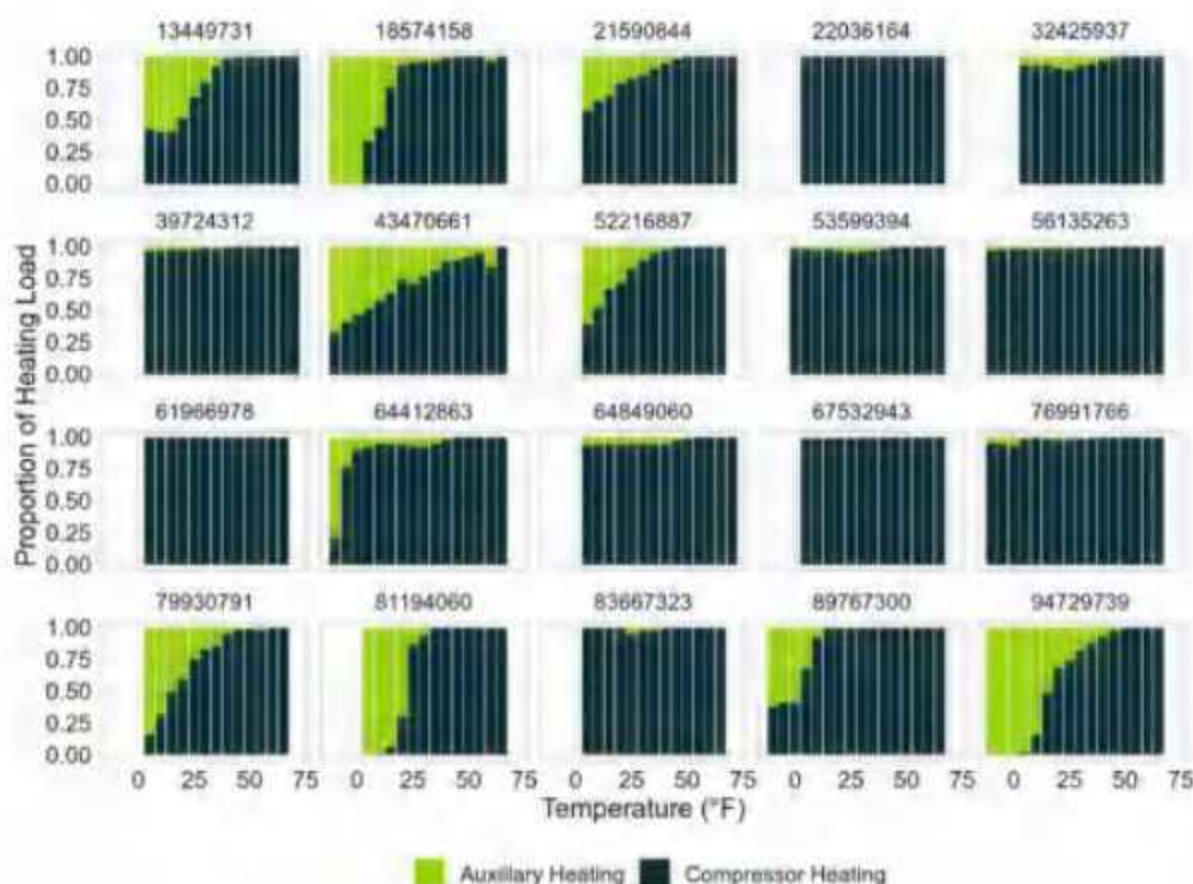 13449731 18574158 21590844 22036164 32425937
1.00
0.75
0.50
0.25
0.00
39724312 43470661 52216887 53599394 56135263
1.00
0.75
0.50
0.25
0.00
61966978 64412863 64849060 67532943 76991766
1.00
0.75
0.50
0.25
0.00
79930791 81194060 83667323 89767300 94729739
1.00
0.75
0.50
0.25
0.00
0 25 50 75 0 25 50 75 0 25 50 75 0 25 50 75 0 25 50 75
Proportion of Heating Load
Temperature (°F)
Auxiliary Heating Compressor Heating